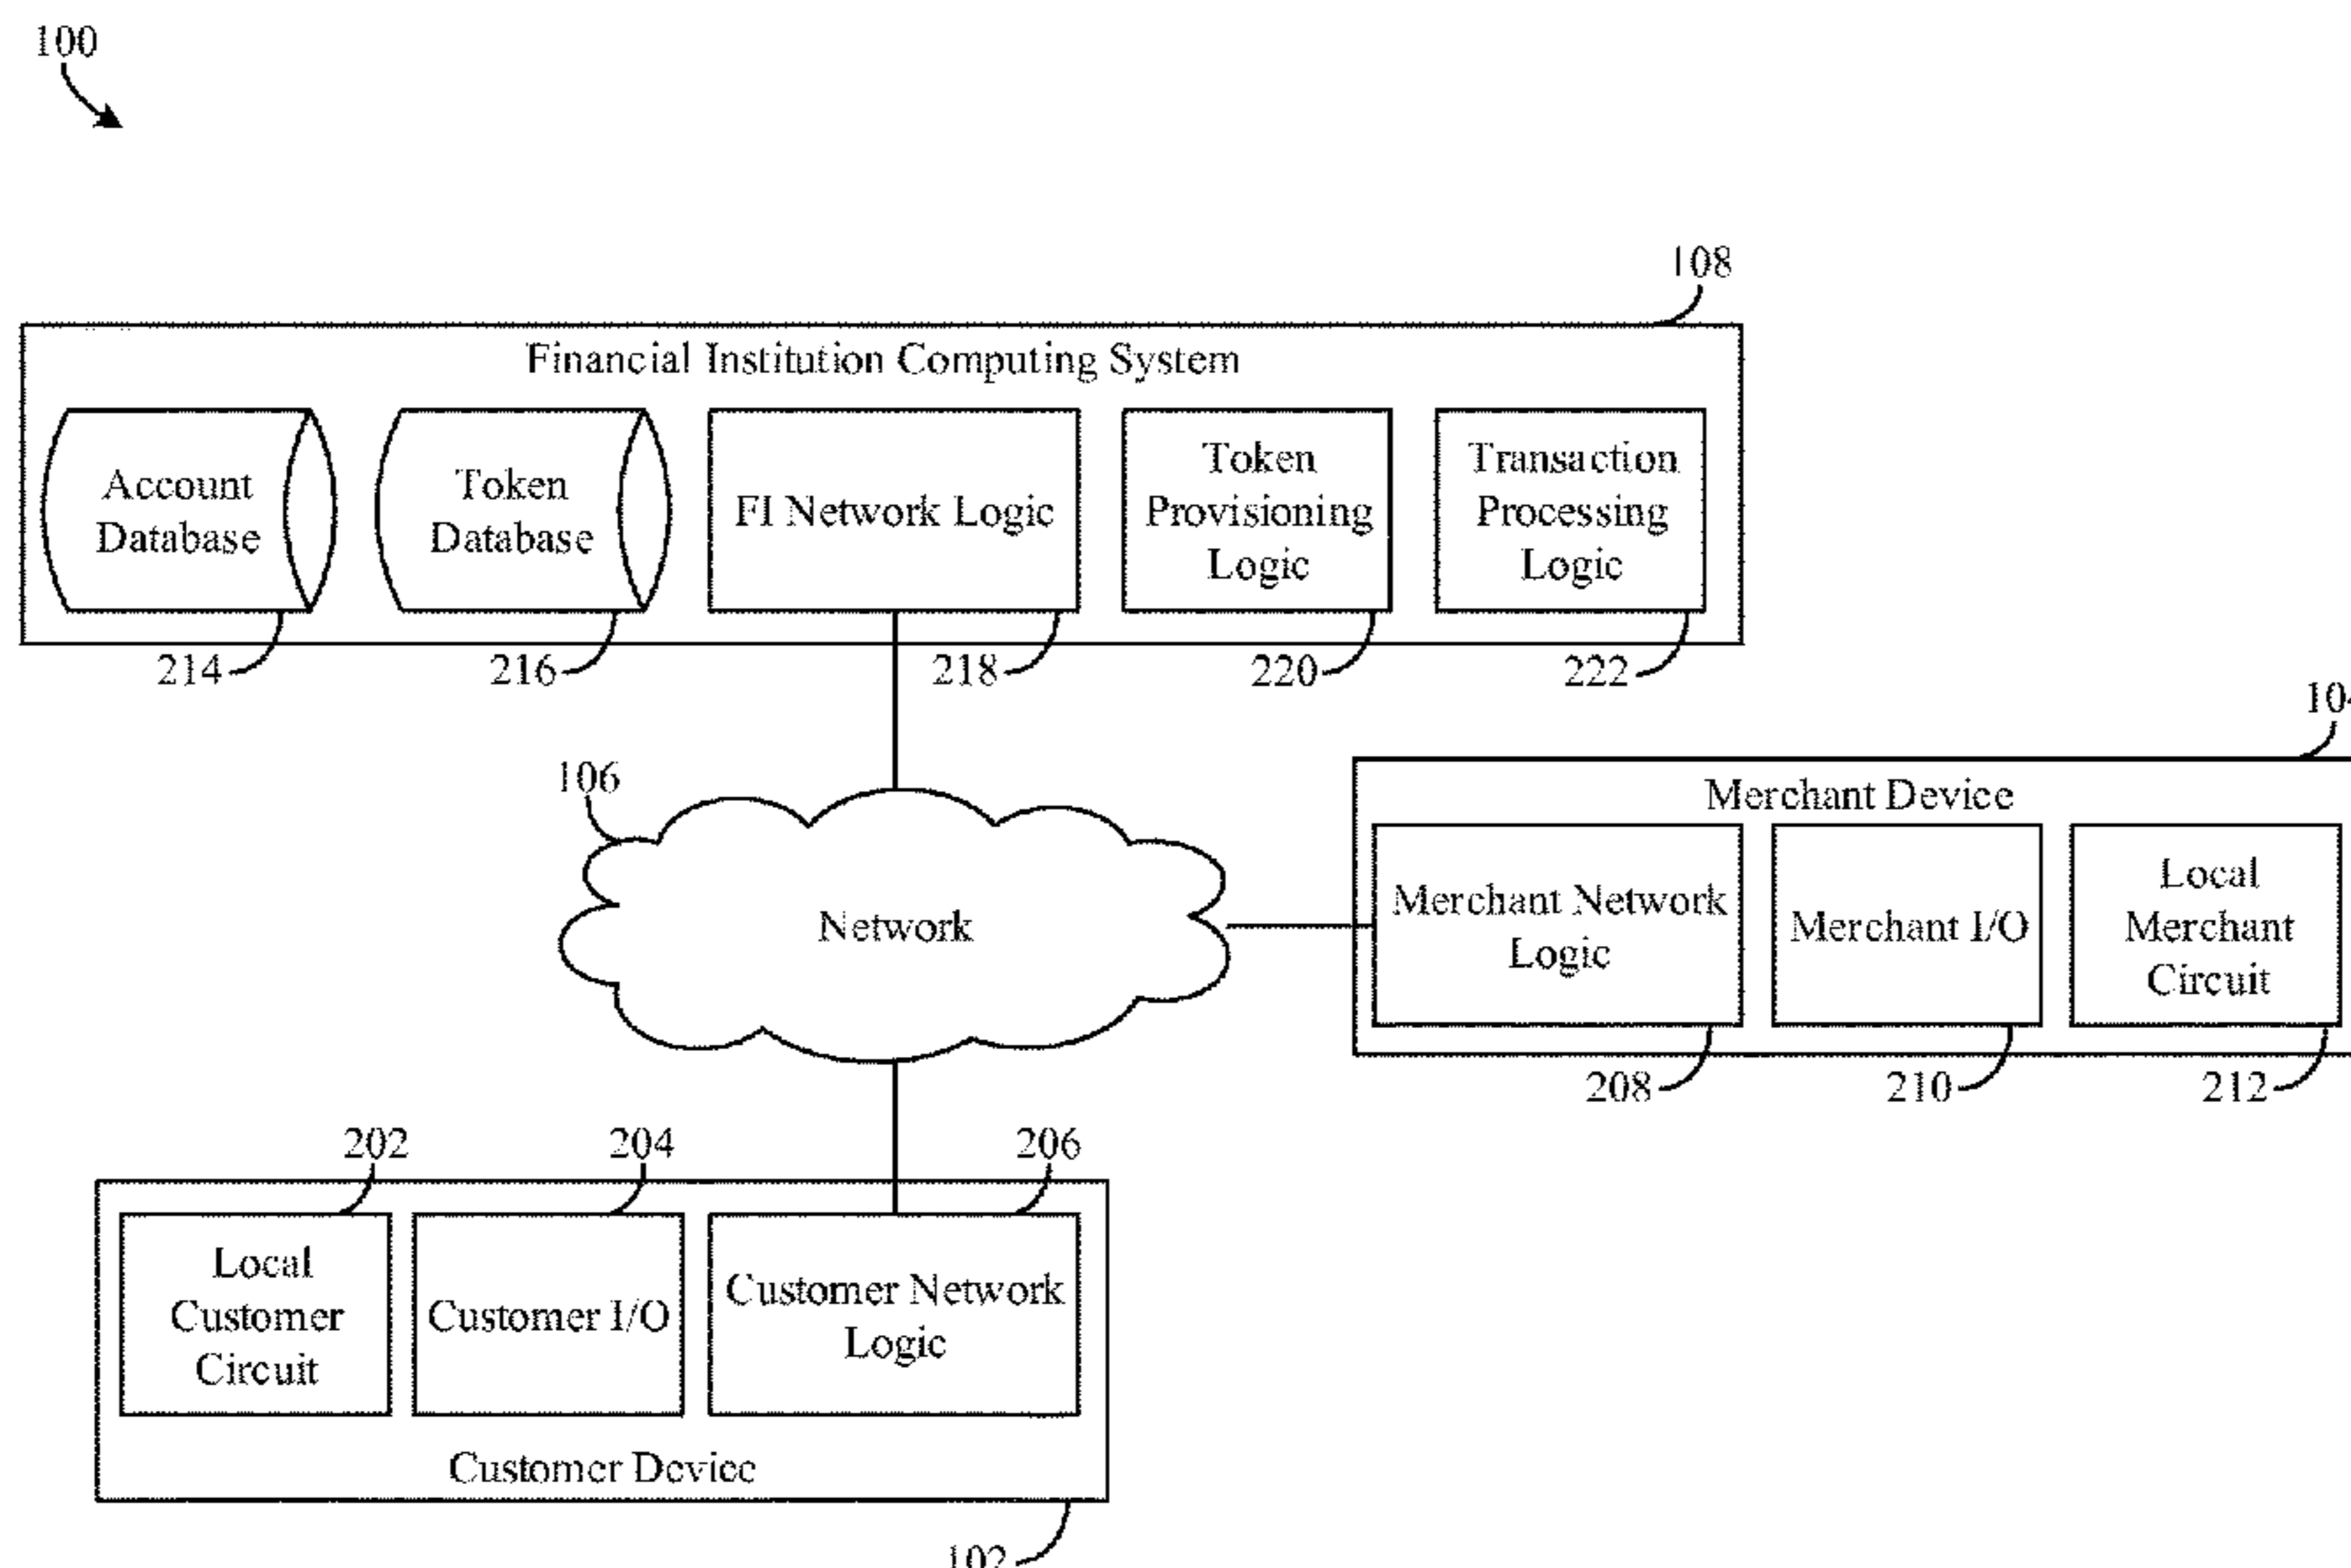 100
108
Financial Institution Computing System
Account
Database
Token
Database
FI Network Logic
Token
Provisioning
Logic
Transaction
Processing
Logic
214
216
218
220
222
104
106
Merchant Device
Network
Merchant Network
Logic
Merchant I/O
Local
Merchant
Circuit
208
210
212
202
204
206
Local
Customer
Circuit
Customer I/O
Customer Network
Logic
Customer Device
102